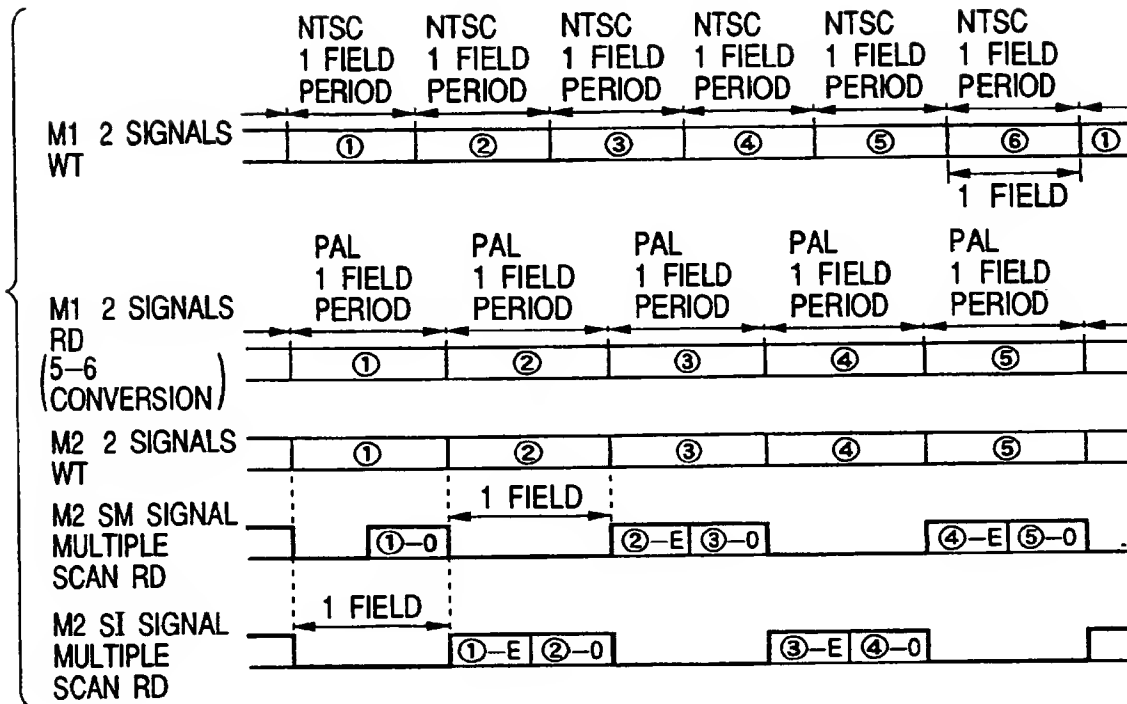 NTSC 1 FIELD PERIOD
NTSC 1 FIELD PERIOD
NTSC 1 FIELD PERIOD
NTSC 1 FIELD PERIOD
NTSC 1 FIELD PERIOD
NTSC 1 FIELD PERIOD
M1 2 SIGNALS
WT
① ② ③ ④ ⑤ ⑥ ①
1 FIELD
PAL 1 FIELD PERIOD
PAL 1 FIELD PERIOD
PAL 1 FIELD PERIOD
PAL 1 FIELD PERIOD
PAL 1 FIELD PERIOD
M1 2 SIGNALS
RD
(5-6
CONVERSION)
① ② ③ ④ ⑤
M2 2 SIGNALS
WT
① ② ③ ④ ⑤
1 FIELD
M2 SM SIGNAL
MULTIPLE
SCAN RD
①-O ②-E ③-O ④-E ⑤-O
1 FIELD
M2 SI SIGNAL
MULTIPLE
SCAN RD
①-E ②-O ③-E ④-O